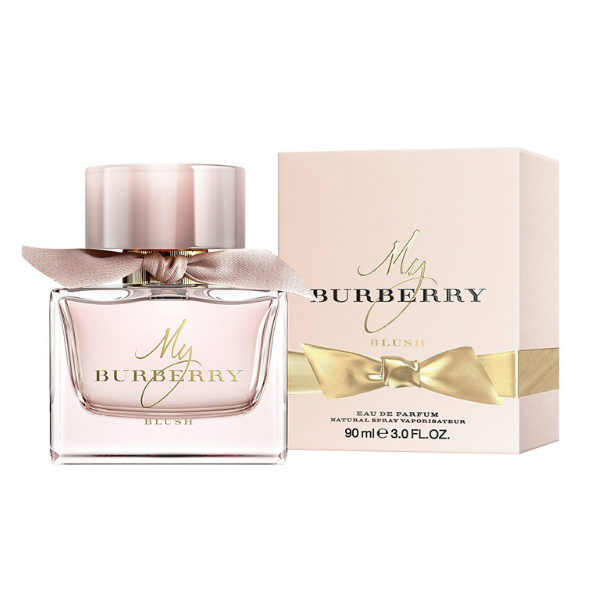 My
BURBERRY
BLUSH
My
BURBERRY
BLUSH
EAU DE PARFUM
NATURAL SPRAY VAPORISATEUR
90 ml ℮ 3.0 FL.OZ.